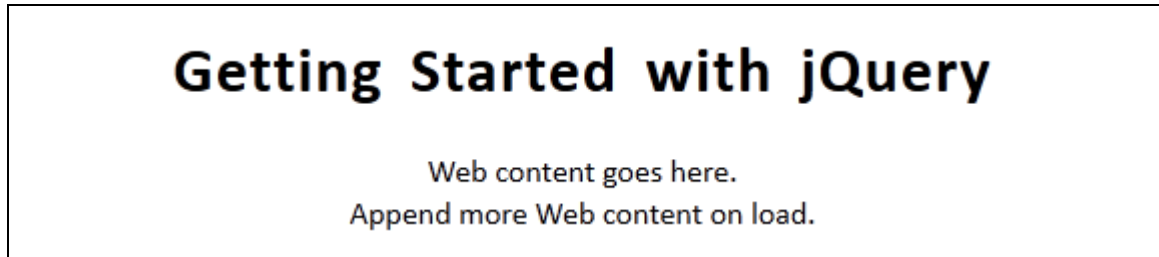 Getting Started with jQuery
Web content goes here.
Append more Web content on load.